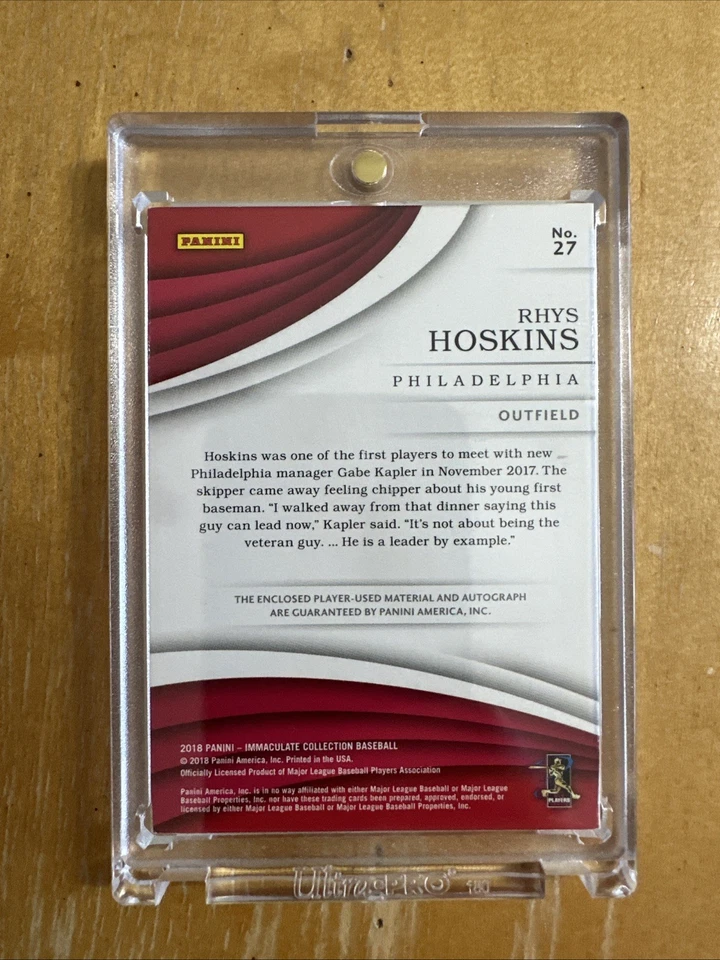 PANINI
No.
27
RHYS
HOSKINS
PHILADELPHIA
OUTFIELD
Hoskins was one of the first players to meet with new
Philadelphia manager Gabe Kapler in November 2017. The
skipper came away feeling chipper about his young first
baseman. “I walked away from that dinner saying this
guy can lead now,” Kapler said. “It’s not about being the
veteran guy. ... He is a leader by example.”
THE ENCLOSED PLAYER-USED MATERIAL AND AUTOGRAPH
ARE GUARANTEED BY PANINI AMERICA, INC.
2018 PANINI – IMMACULATE COLLECTION BASEBALL
© 2018 Panini America, Inc. Printed in the USA.
Officially Licensed Product of Major League Baseball Players Association
Panini America, Inc. is in no way affiliated with either Major League Baseball or Major League
Baseball Properties, Inc. nor have these trading cards been prepared, approved, endorsed, or
licensed by either Major League Baseball or Major League Baseball Properties, Inc.
PLAYERS
Ultra PRO 180